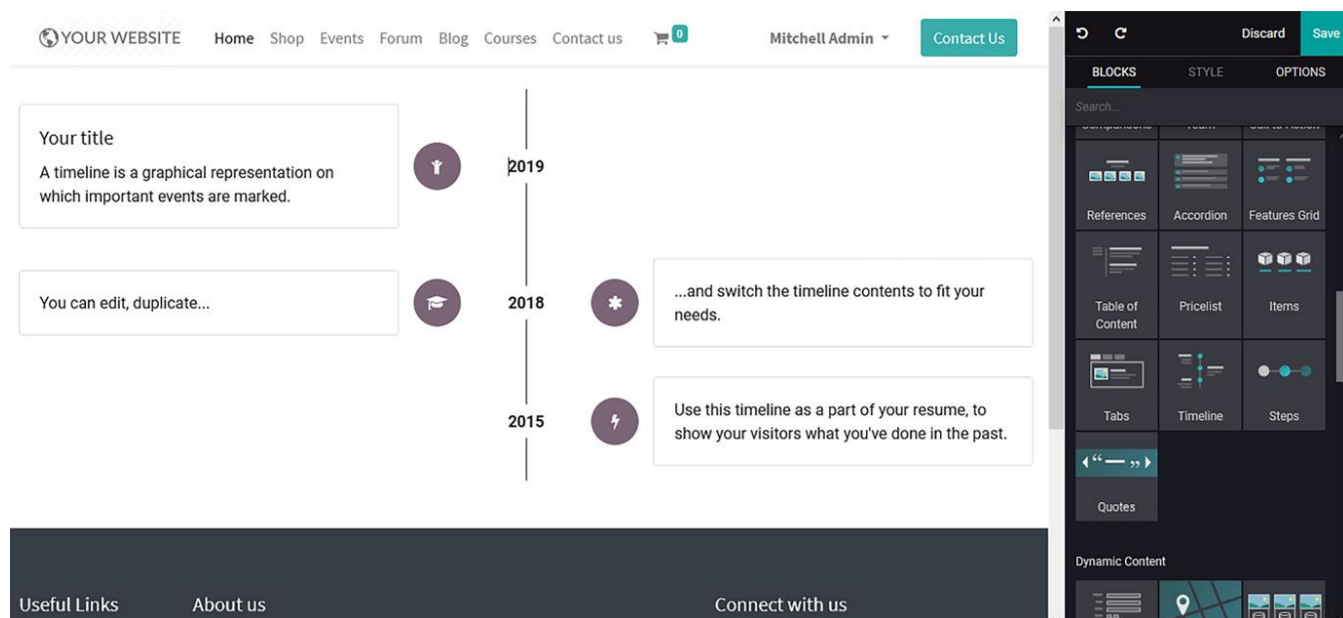 YOUR WEBSITE
Home Shop Events Forum Blog Courses Contact us 0 Mitchell Admin Contact Us
Your title
A timeline is a graphical representation on
which important events are marked.
2019
You can edit, duplicate...
2018
...and switch the timeline contents to fit your
needs.
2015
Use this timeline as a part of your resume, to
show your visitors what you've done in the past.
Useful Links About us Connect with us
Discard Save
BLOCKS STYLE OPTIONS
Search...
References Accordion Features Grid
Table of
Content
Pricelist Items
Tabs Timeline Steps
Quotes
Dynamic Content